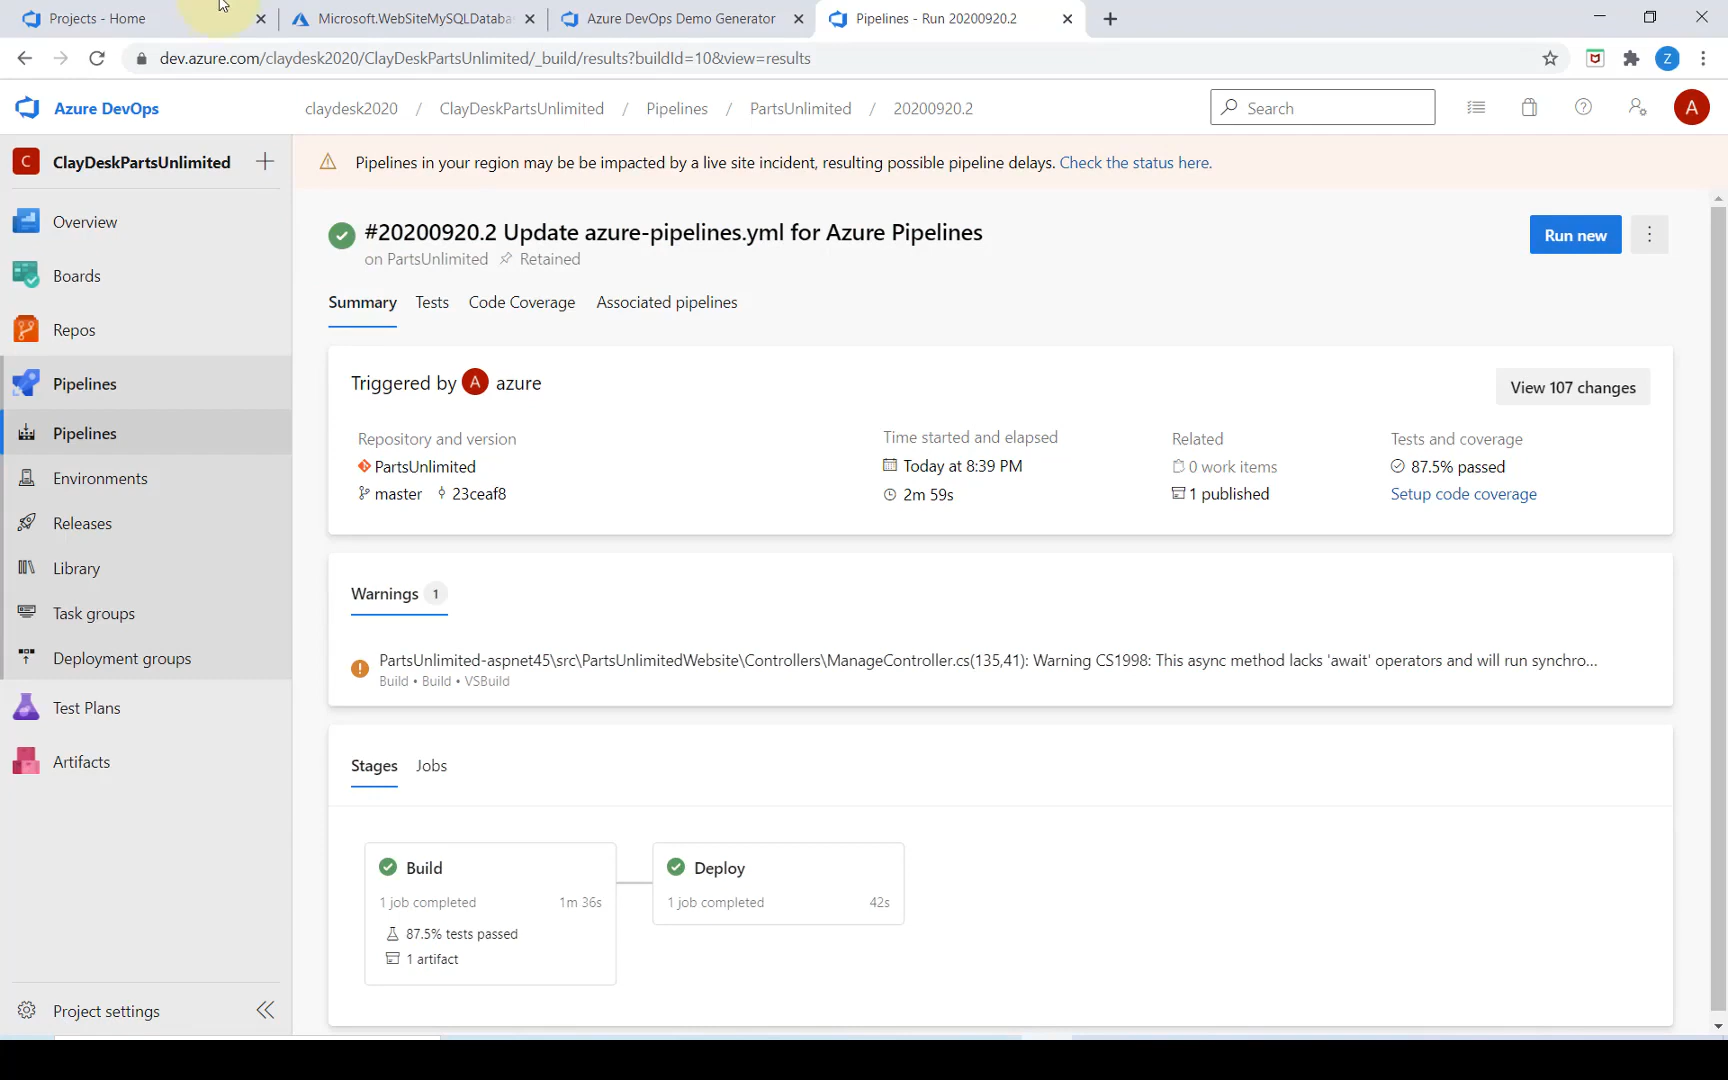 Projects - Home
Microsoft.WebSiteMySQLDataba
Azure DevOps Demo Generator
Pipelines - Run 20200920.2
dev.azure.com/claydesk2020/ClayDeskPartsUnlimited/_build/results?buildId=10&view=results
Z
Azure DevOps
claydesk2020 / ClayDeskPartsUnlimited / Pipelines / PartsUnlimited / 20200920.2
Search
A
C ClayDeskPartsUnlimited
Pipelines in your region may be be impacted by a live site incident, resulting possible pipeline delays. Check the status here.
Overview
Boards
Repos
Pipelines
Pipelines
Environments
Releases
Library
Task groups
Deployment groups
Test Plans
Artifacts
Project settings
#20200920.2 Update azure-pipelines.yml for Azure Pipelines
on PartsUnlimited Retained
Run new
Summary Tests Code Coverage Associated pipelines
Triggered by A azure
View 107 changes
Repository and version
PartsUnlimited
master 23ceaf8
Time started and elapsed
Today at 8:39 PM
2m 59s
Related
0 work items
1 published
Tests and coverage
87.5% passed
Setup code coverage
Warnings 1
PartsUnlimited-aspnet45\src\PartsUnlimitedWebsite\Controllers\ManageController.cs(135,41): Warning CS1998: This async method lacks 'await' operators and will run synchro...
Build • Build • VSBuild
Stages Jobs
Build
1 job completed 1m 36s
87.5% tests passed
1 artifact
Deploy
1 job completed 42s